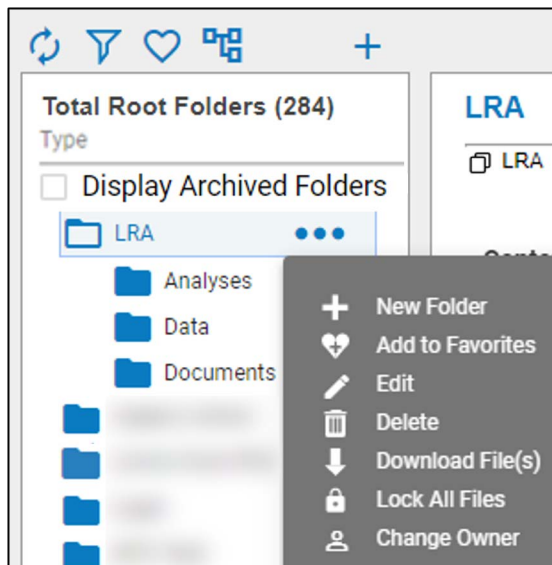 Total Root Folders (284)
Type
Display Archived Folders
LRA
Analyses
Data
Documents
LRA
LRA
New Folder
Add to Favorites
Edit
Delete
Download File(s)
Lock All Files
Change Owner